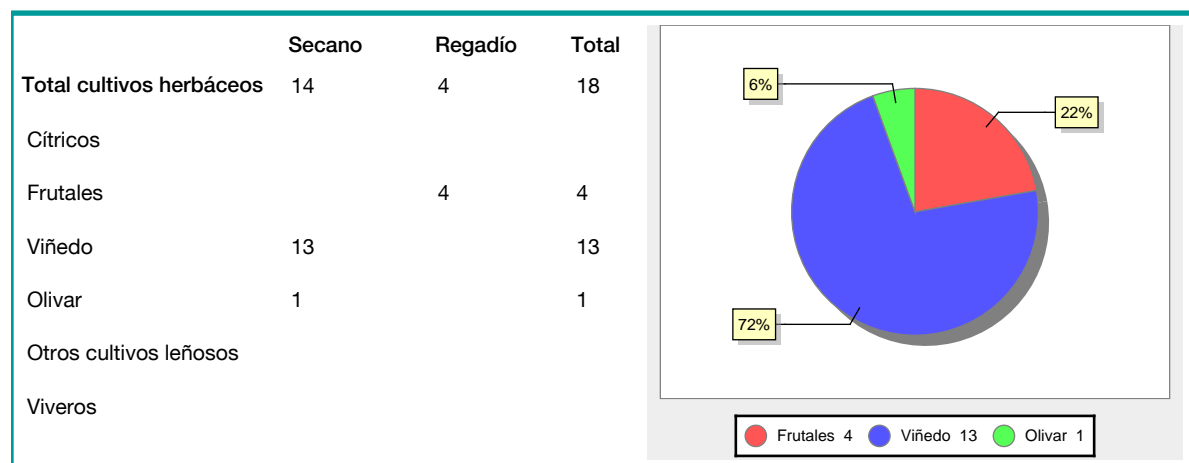 Secano Regadío Total
Total cultivos herbáceos 14 4 18
Cítricos
Frutales 4 4
Viñedo 13 13
Olivar 1 1
Otros cultivos leñosos
Viveros
6%
22%
72%
Frutales 4 Viñedo 13 Olivar 1